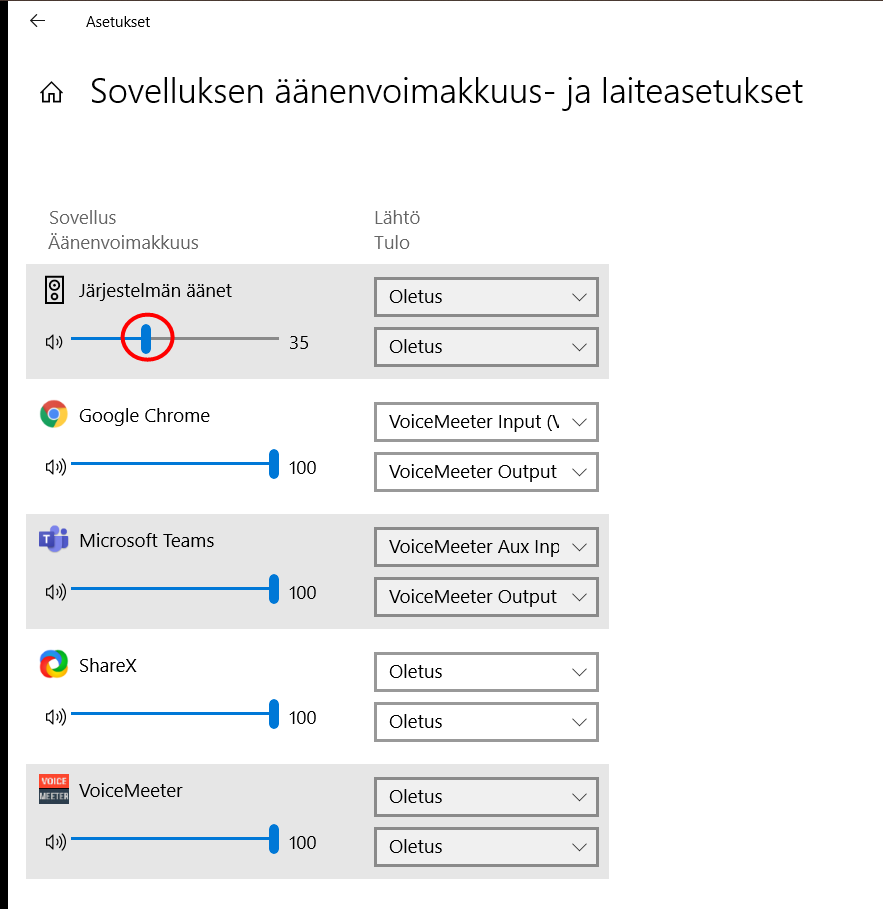 Asetukset
Sovelluksen äänenvoimakkuus- ja laiteasetukset
Sovellus
Äänenvoimakkuus
Lähtö
Tulo
Järjestelmän äänet
35
Oletus
Oletus
Google Chrome
100
VoiceMeeter Input (V
VoiceMeeter Output
Microsoft Teams
100
VoiceMeeter Aux Inp
VoiceMeeter Output
ShareX
100
Oletus
Oletus
VOICE
MEETER
VoiceMeeter
100
Oletus
Oletus